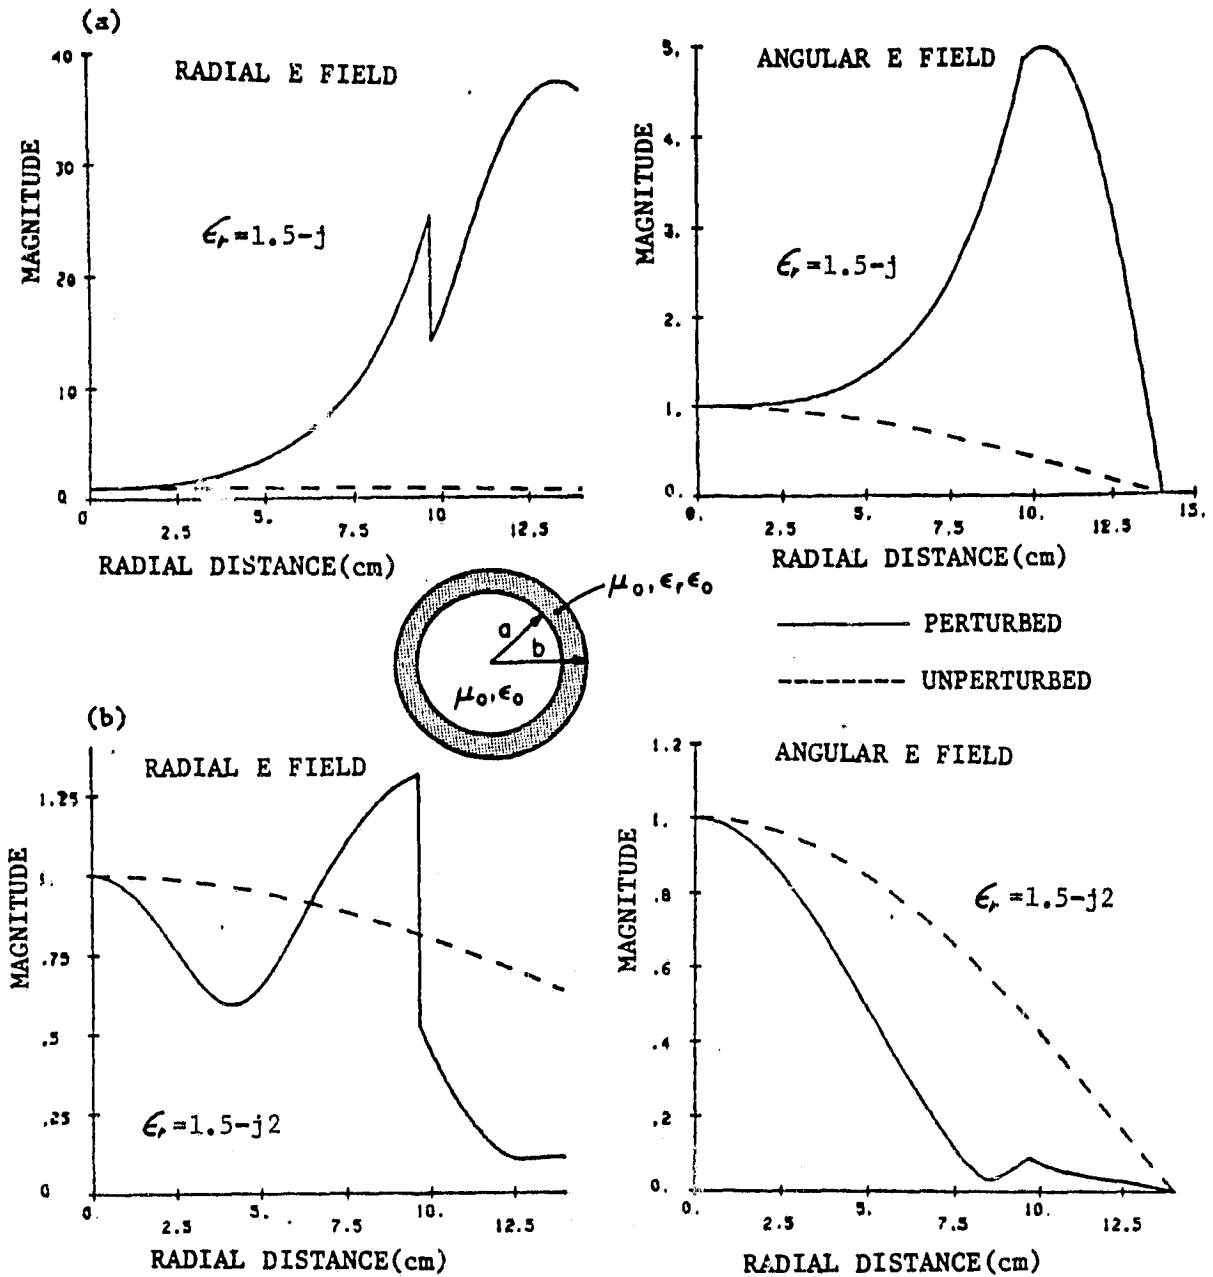 (a)
RADIAL E FIELD
MAGNITUDE
40
30
20
10
0
ϵr=1.5-j
0 2.5 5. 7.5 10 12.5
RADIAL DISTANCE(cm)
ANGULAR E FIELD
MAGNITUDE
5.
4.
3.
2.
1.
0.
ϵr=1.5-j
0. 2.5 5. 7.5 10. 12.5 15.
RADIAL DISTANCE(cm)
μ0,ϵrϵ0
a
b
μ0,ϵ0
PERTURBED
UNPERTURBED
(b)
RADIAL E FIELD
MAGNITUDE
1.25
1.
.75
.5
.25
0
ϵr=1.5-j2
0. 2.5 5. 7.5 10. 12.5
RADIAL DISTANCE(cm)
ANGULAR E FIELD
MAGNITUDE
1.2
1.
.8
.6
.4
.2
0.
ϵr=1.5-j2
0. 2.5 5. 7.5 10. 12.5
RADIAL DISTANCE(cm)